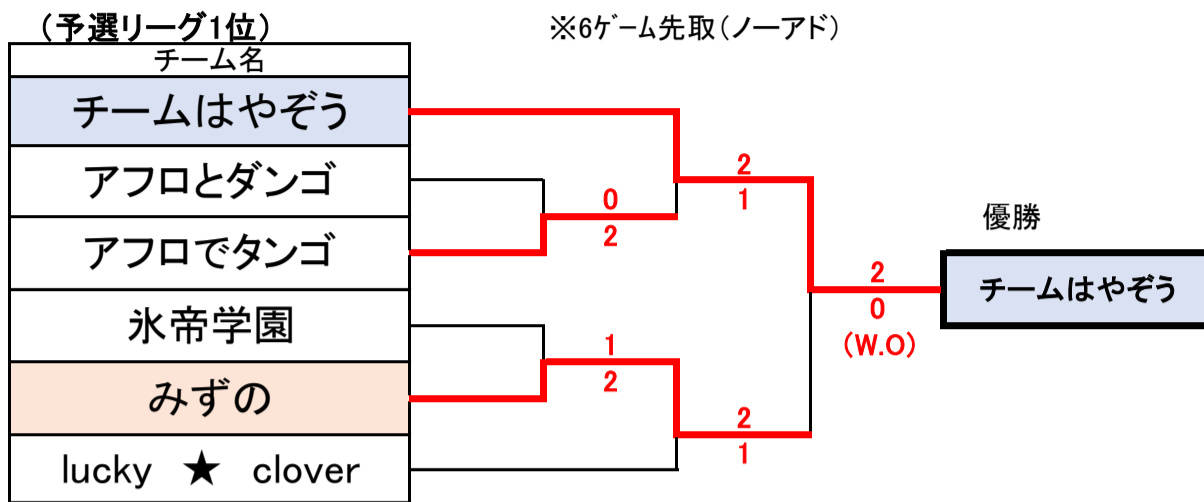 (予選リーグ1位)
※6ゲーム先取(ノーアド)
チーム名
チームはやぞう
アフロとダンゴ
アフロでタンゴ
氷帝学園
みずの
lucky ★ clover
0
2
1
2
2
1
2
1
2
0
(W.O)
優勝
チームはやぞう